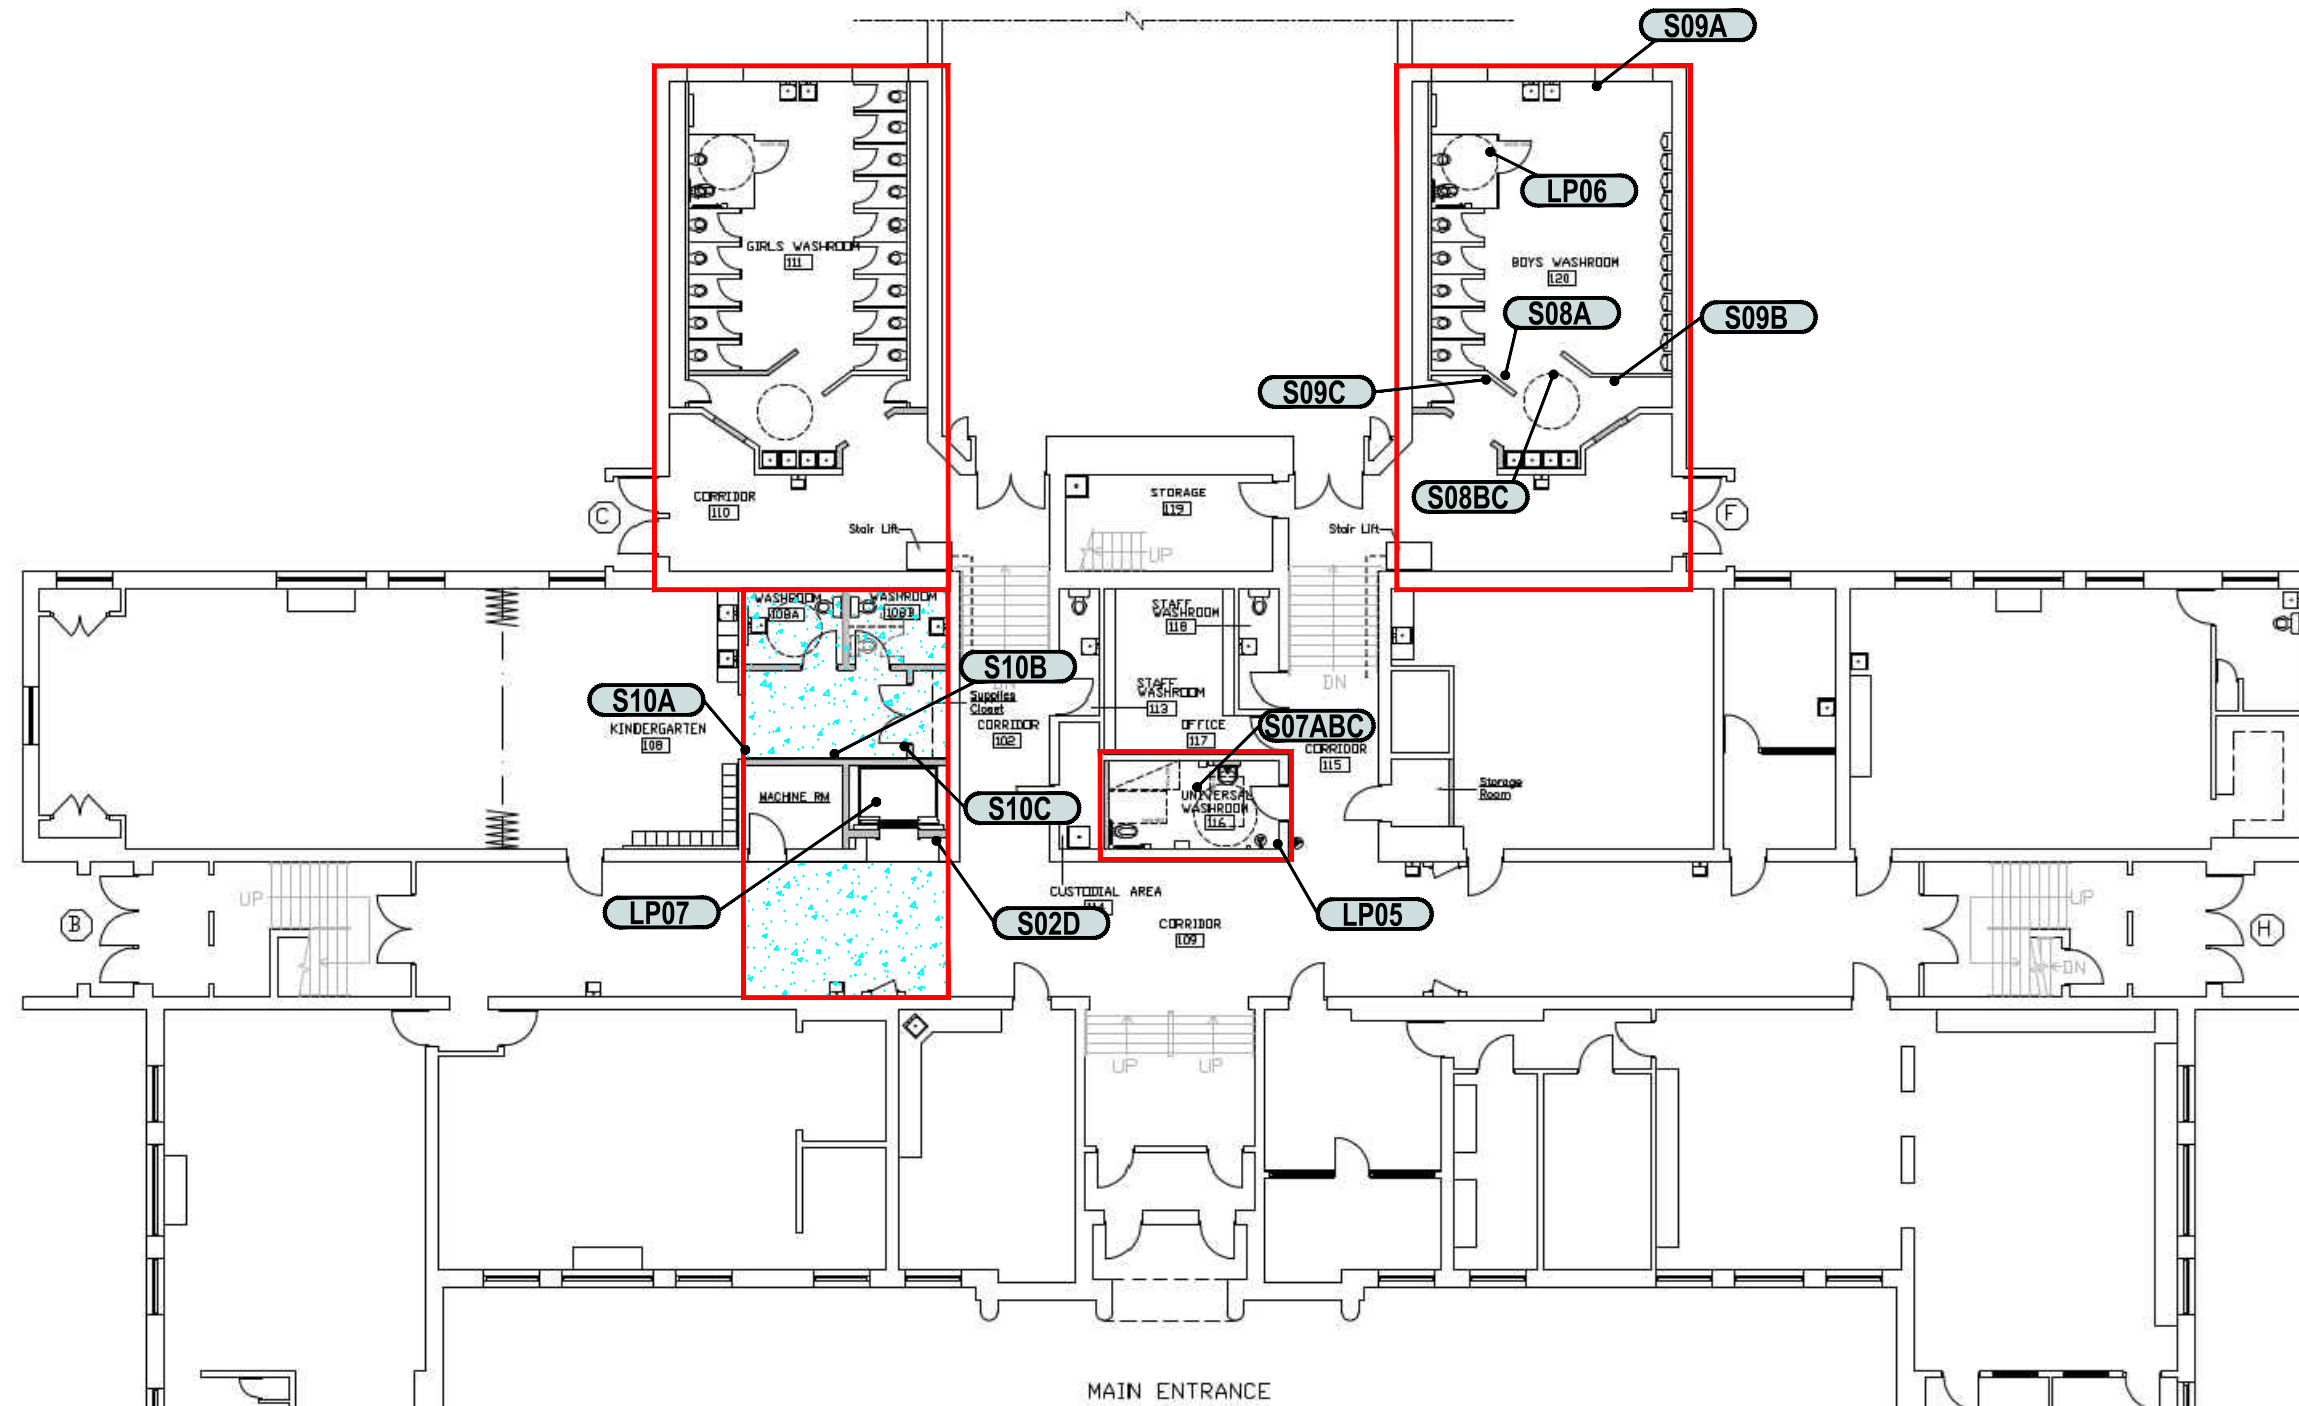 S09A
LP06
GIRLS WASHROOM
111
BOYS WASHROOM
120
S08A
S09B
S09C
S08BC
CORRIDOR
110
STORAGE
119
C
F
Stair Lift
Stair Lift
UP
WASHROOM
108A
WASHROOM
108B
STAFF
WASHROOM
118
S10B
DN
DN
Supplies
Closet
S10A
STAFF
WASHROOM
113
KINDERGARTEN
108
CORRIDOR
102
OFFICE
117
S07ABC
CORRIDOR
115
MACHINE RM
S10C
UNIVERSAL
WASHROOM
116
Storage
Room
UP
LP07
S02D
CUSTODIAL AREA
114
LP05
UP
B
CORRIDOR
109
H
DN
UP
UP
MAIN ENTRANCE